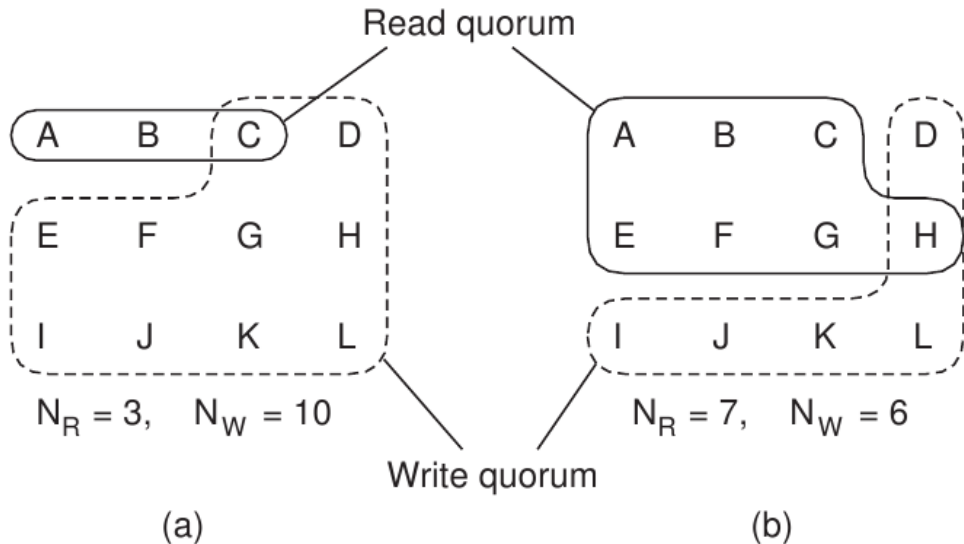 Read quorum
A B C D
E F G H
I J K L
N_R = 3, N_W = 10
A B C D
E F G H
I J K L
N_R = 7, N_W = 6
Write quorum
(a)
(b)